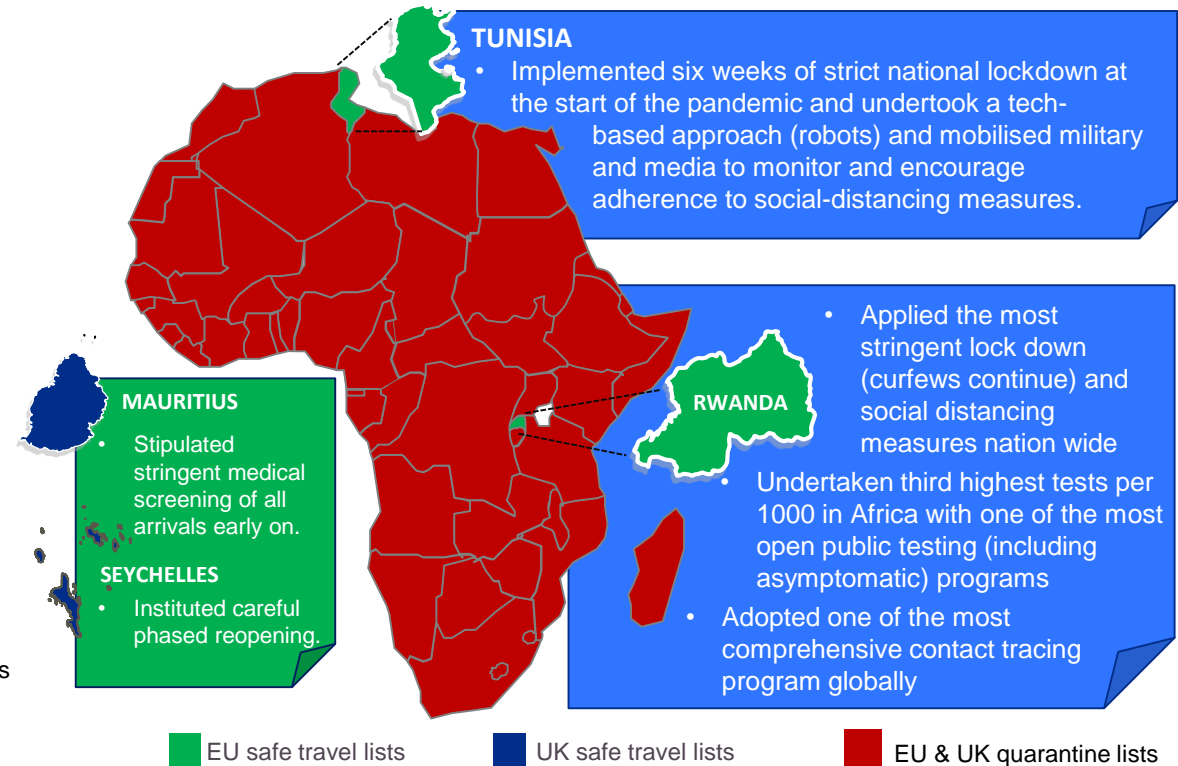 TUNISIA
• Implemented six weeks of strict national lockdown at
the start of the pandemic and undertook a tech-
based approach (robots) and mobilised military
and media to monitor and encourage
adherence to social-distancing measures.
• Applied the most
stringent lock down
(curfews continue) and
social distancing
measures nation wide
RWANDA
• Undertaken third highest tests per
1000 in Africa with one of the most
open public testing (including
asymptomatic) programs
• Adopted one of the most
comprehensive contact tracing
program globally
MAURITIUS
• Stipulated
stringent medical
screening of all
arrivals early on.
SEYCHELLES
• Instituted careful
phased reopening.
s
EU safe travel lists
UK safe travel lists
EU & UK quarantine lists